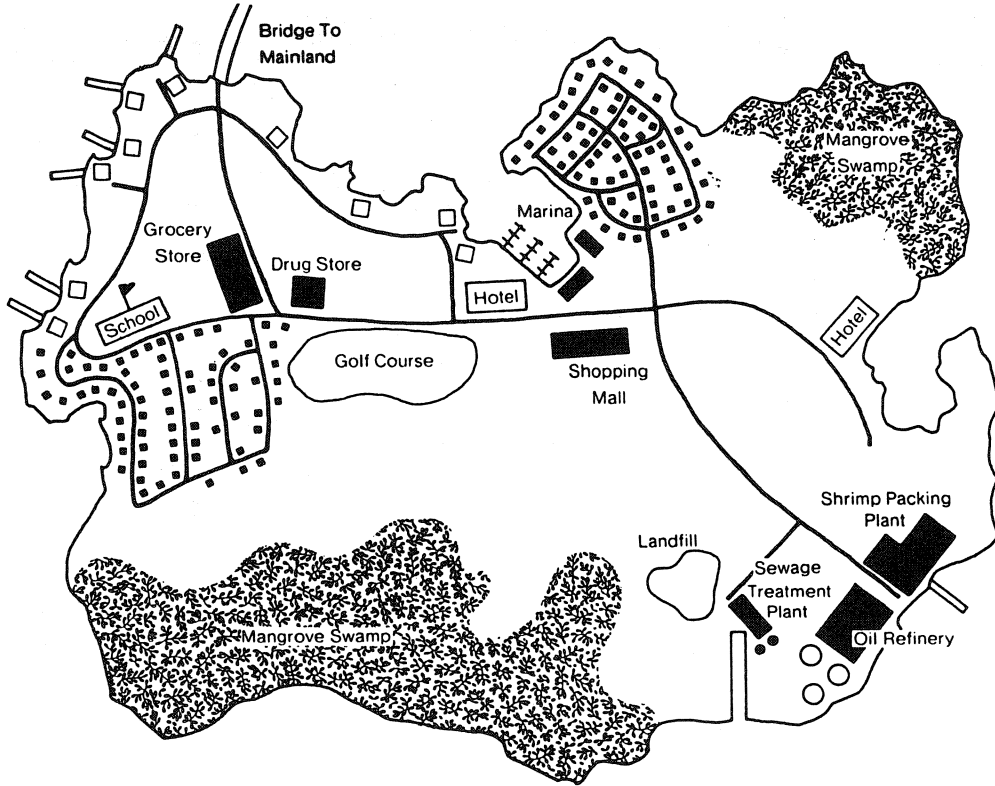 Bridge To
Mainland
Mangrove
Swamp
Marina
Grocery
Store
Drug Store
School
Hotel
Hotel
Golf Course
Shopping
Mall
Shrimp Packing
Plant
Landfill
Sewage
Treatment
Plant
Oil Refinery
Mangrove Swamp